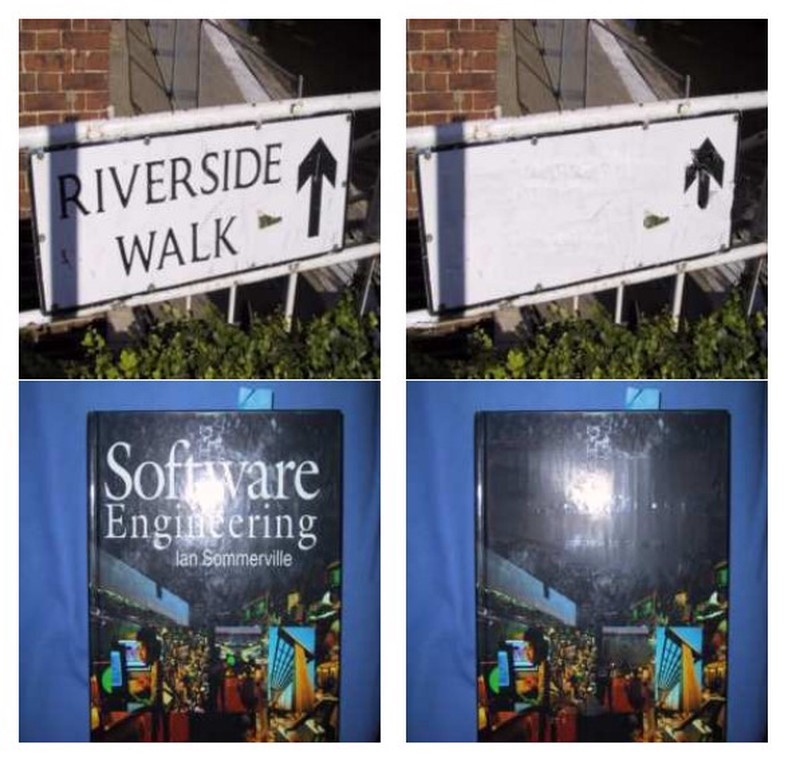 RIVERSIDE
WALK
Software
Engineering
Ian Sommerville